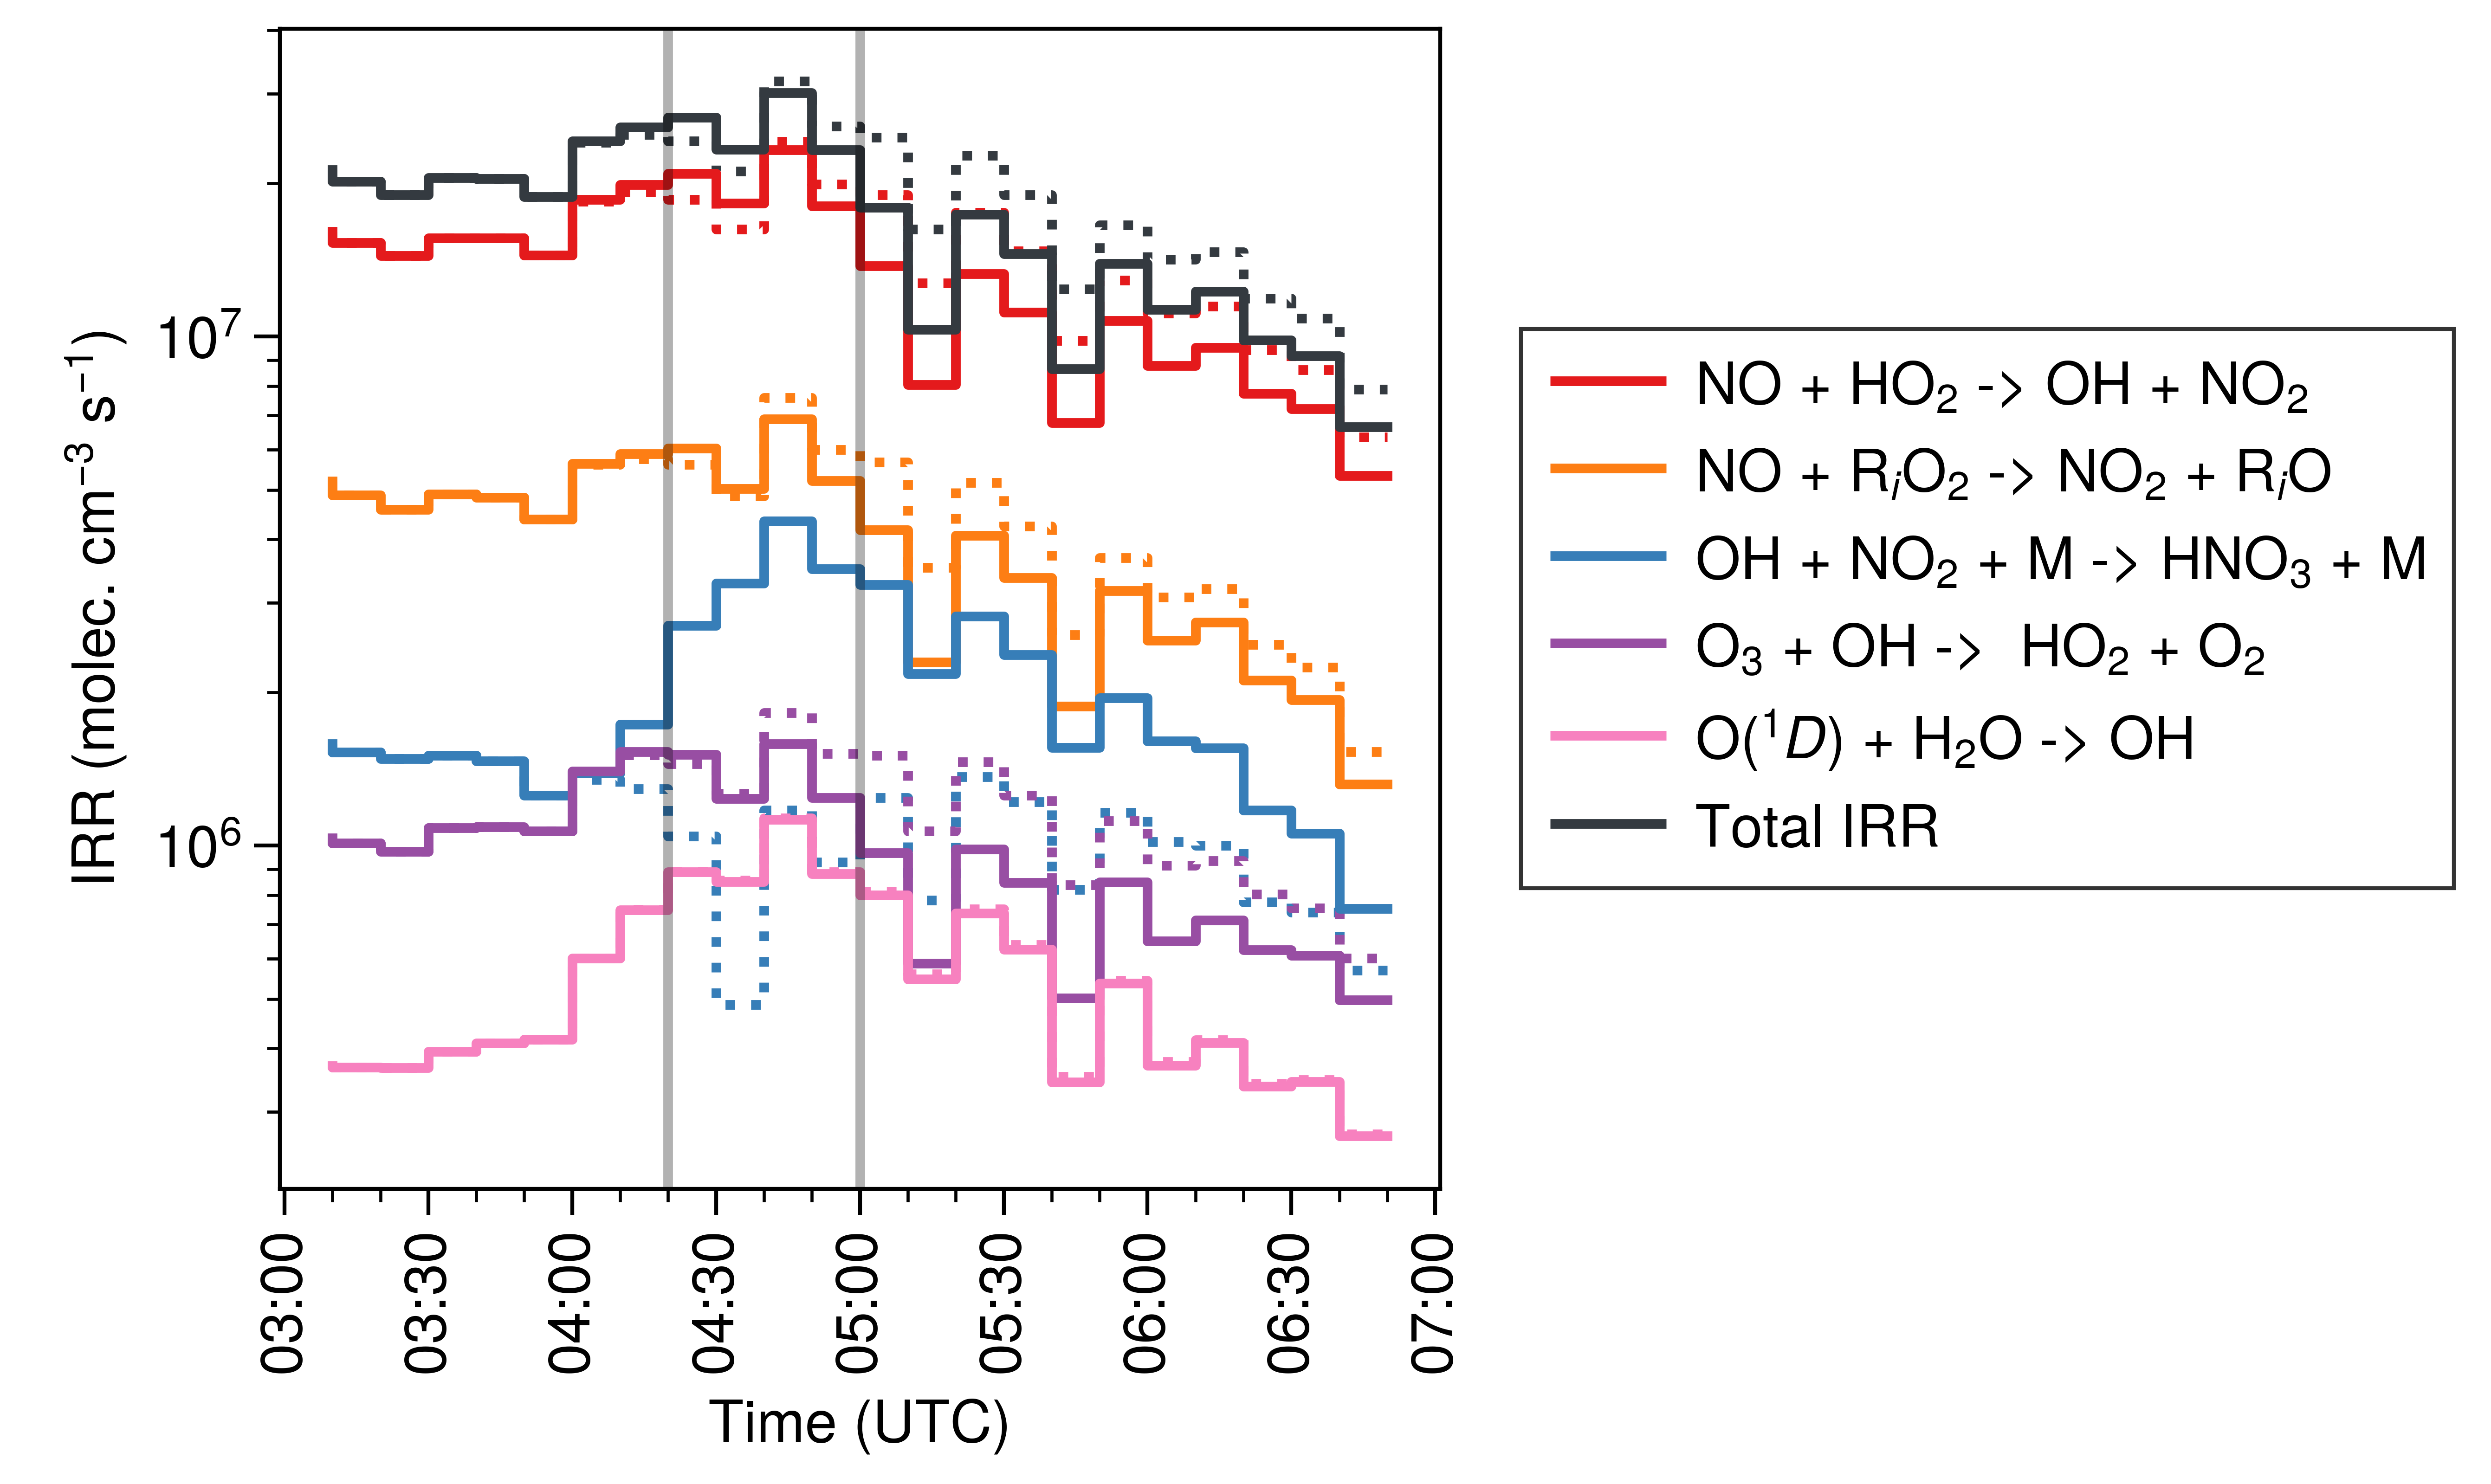 IRR (molec. cm⁻³ s⁻¹)
10⁷
10⁶
03:00
03:30
04:00
04:30
05:00
05:30
06:00
06:30
07:00
Time (UTC)
NO + HO₂ -> OH + NO₂
NO + RᵢO₂ -> NO₂ + RᵢO
OH + NO₂ + M -> HNO₃ + M
O₃ + OH -> HO₂ + O₂
O(¹D) + H₂O -> OH
Total IRR